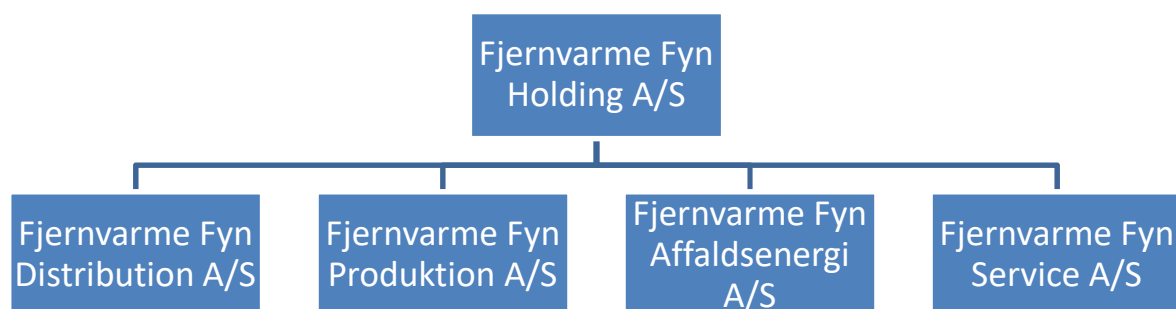 Fjernvarme Fyn
Holding A/S
Fjernvarme Fyn
Distribution A/S
Fjernvarme Fyn
Produktion A/S
Fjernvarme Fyn
Affaldsenergi
A/S
Fjernvarme Fyn
Service A/S